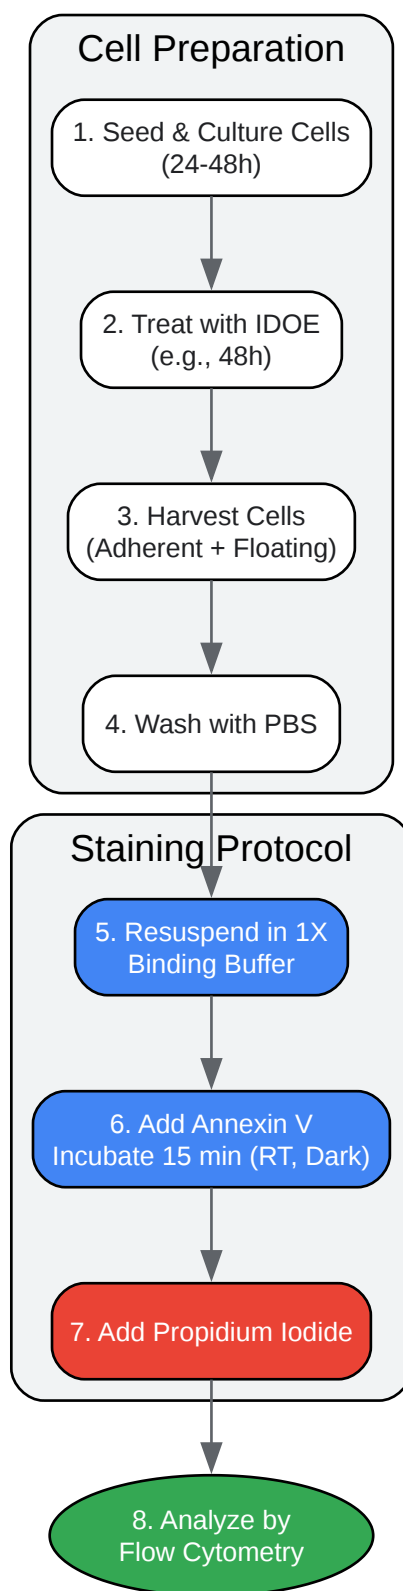 Cell Preparation
1. Seed & Culture Cells
(24-48h)
2. Treat with IDOE
(e.g., 48h)
3. Harvest Cells
(Adherent + Floating)
4. Wash with PBS
Staining Protocol
5. Resuspend in 1X
Binding Buffer
6. Add Annexin V
Incubate 15 min (RT, Dark)
7. Add Propidium Iodide
8. Analyze by
Flow Cytometry